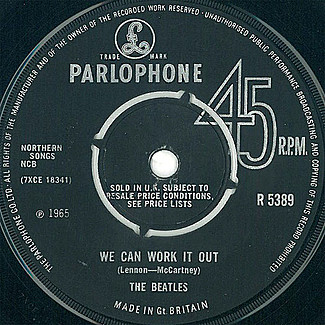 ALL RIGHTS OF THE MANUFACTURER AND OF THE OWNER OF THE RECORDED WORK RESERVED · UNAUTHORISED PUBLIC PERFORMANCE BROADCASTING AND COPYING OF THIS RECORD PROHIBITED
THE PARLOPHONE CO. LTD.
TRADE MARK
PARLOPHONE
45
R.P.M.
NORTHERN
SONGS
NCB
(7XCE 18341)
SOLD IN U.K. SUBJECT TO
RESALE PRICE CONDITIONS,
SEE PRICE LISTS
℗ 1965
R 5389
WE CAN WORK IT OUT
(Lennon—McCartney)
THE BEATLES
MADE IN Gt. BRITAIN